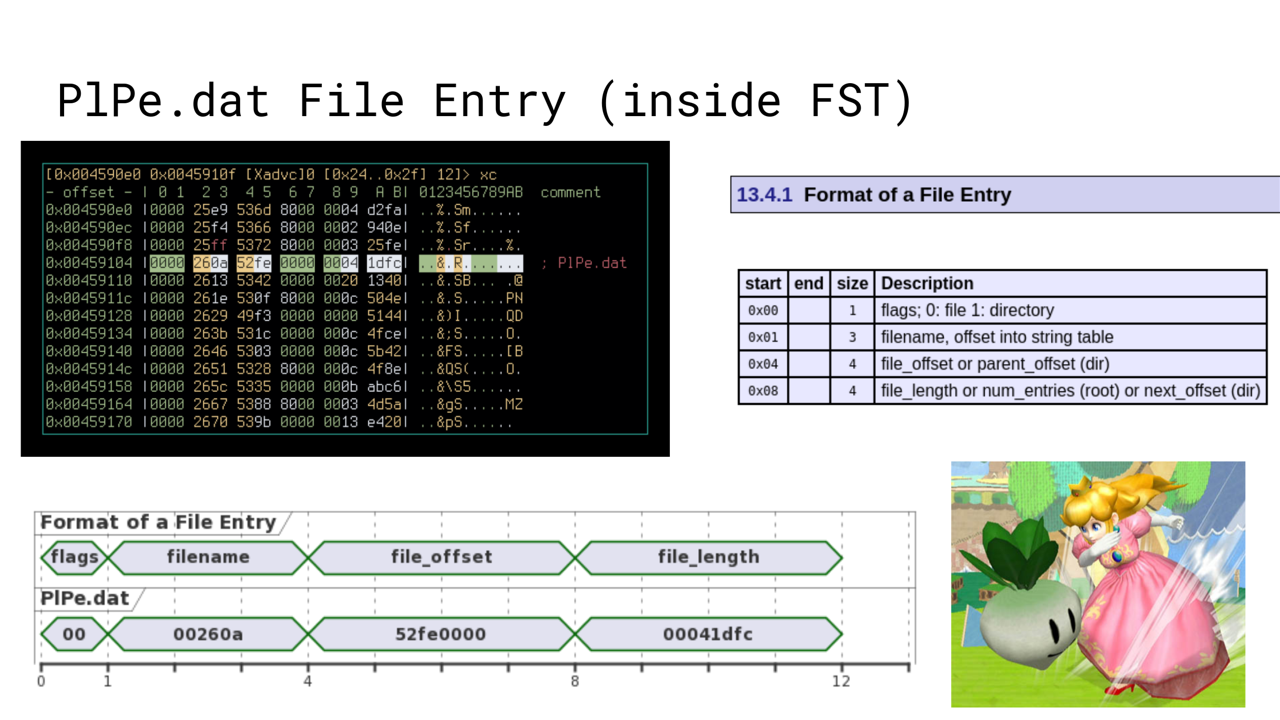 PlPe.dat File Entry (inside FST)
[0x004590e0 0x0045910f [Xadvc]0 [0x24..0x2f] 12]> xc
- offset - | 0 1  2 3  4 5  6 7  8 9  A B| 0123456789AB  comment
0x004590e0 |0000 25e9 536d 8000 0004 d2fa| ..%.Sm......
0x004590ec |0000 25f4 5366 8000 0002 940e| ..%.Sf......
0x004590f8 |0000 25ff 5372 8000 0003 25fe| ..%.Sr....%.
0x00459104 |0000 260a 52fe 0000 0004 1dfc| ..&.R.......  ; PlPe.dat
0x00459110 |0000 2613 5342 0000 0020 1340| ..&.SB... .@
0x0045911c |0000 261e 530f 8000 000c 504e| ..&.S.....PN
0x00459128 |0000 2629 49f3 0000 0000 5144| ..&)I.....QD
0x00459134 |0000 263b 531c 0000 000c 4fce| ..&;S.....O.
0x00459140 |0000 2646 5303 0000 000c 5b42| ..&FS.....[B
0x0045914c |0000 2651 5328 8000 000c 4f8e| ..&QS(....O.
0x00459158 |0000 265c 5335 0000 000b abc6| ..&\S5......
0x00459164 |0000 2667 5388 8000 0003 4d5a| ..&gS.....MZ
0x00459170 |0000 2670 539b 0000 0013 e420| ..&pS......
13.4.1 Format of a File Entry
start end size Description
0x00 1 flags; 0: file 1: directory
0x01 3 filename, offset into string table
0x04 4 file_offset or parent_offset (dir)
0x08 4 file_length or num_entries (root) or next_offset (dir)
Format of a File Entry
flags filename file_offset file_length
PlPe.dat
00 00260a 52fe0000 00041dfc
0 1 4 8 12